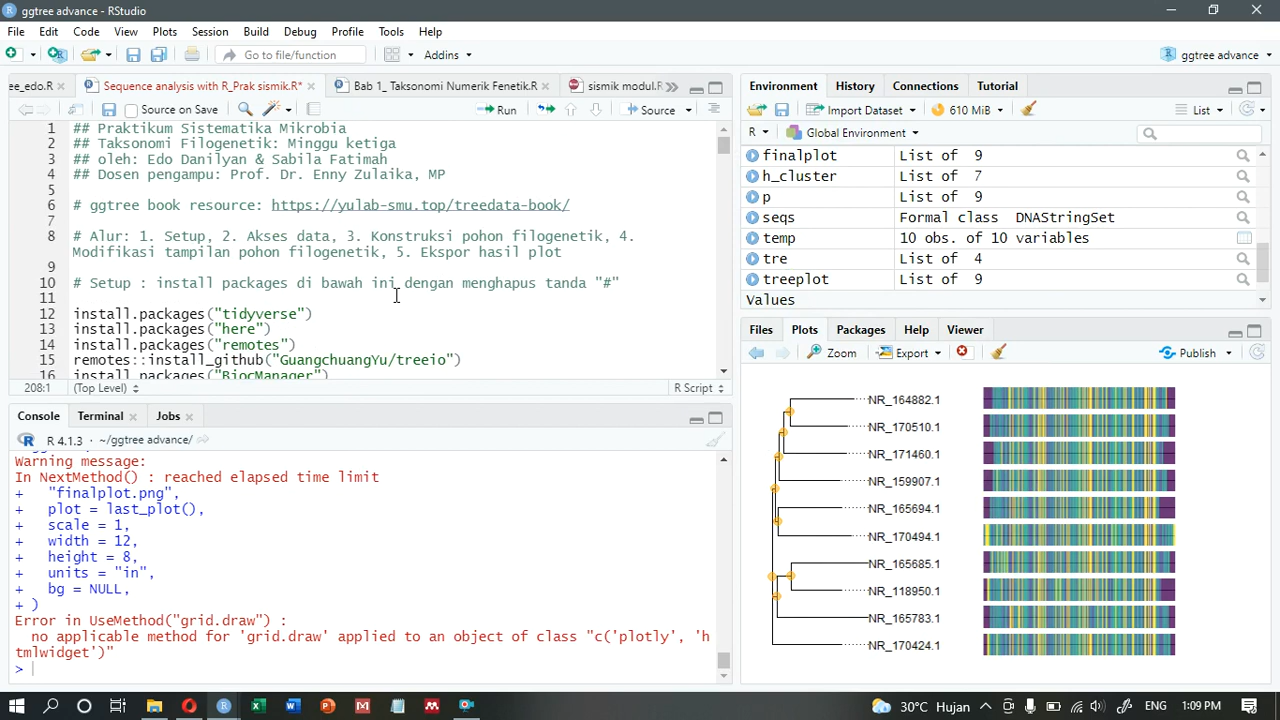 ggtree advance - RStudio
File Edit Code View Plots Session Build Debug Profile Tools Help
Go to file/function
Addins
ggtree advance
ee_edo.R
Sequence analysis with R_Prak sismik.R*
Bab 1_ Taksonomi Numerik Fenetik.R
sismik modul.R
Source on Save
Run
Source
1 ## Praktikum Sistematika Mikrobia
2 ## Taksonomi Filogenetik: Minggu ketiga
3 ## oleh: Edo Danilyan & Sabila Fatimah
4 ## Dosen pengampu: Prof. Dr. Enny Zulaika, MP
5
6 # ggtree book resource: https://yulab-smu.top/treedata-book/
7
8 # Alur: 1. Setup, 2. Akses data, 3. Konstruksi pohon filogenetik, 4.
Modifikasi tampilan pohon filogenetik, 5. Ekspor hasil plot
9
10 # Setup : install packages di bawah ini dengan menghapus tanda "#"
11
12 install.packages("tidyverse")
13 install.packages("here")
14 install.packages("remotes")
15 remotes::install_github("GuangchuangYu/treeio")
16 install.packages("BiocManager")
208:1 (Top Level) R Script
Console Terminal Jobs
R 4.1.3 · ~/ggtree advance/
Warning message:
In NextMethod() : reached elapsed time limit
+ "finalplot.png",
+ plot = last_plot(),
+ scale = 1,
+ width = 12,
+ height = 8,
+ units = "in",
+ bg = NULL,
+ )
Error in UseMethod("grid.draw") :
no applicable method for 'grid.draw' applied to an object of class "c('plotly', 'h
tmlwidget')"
>
Environment History Connections Tutorial
Import Dataset 610 MiB List
R Global Environment
finalplot List of 9
h_cluster List of 7
p List of 9
seqs Formal class DNAStringSet
temp 10 obs. of 10 variables
tre List of 4
treeplot List of 9
Values
Files Plots Packages Help Viewer
Zoom Export Publish
NR_164882.1
NR_170510.1
NR_171460.1
NR_159907.1
NR_165694.1
NR_170494.1
NR_165685.1
NR_118950.1
NR_165783.1
NR_170424.1
30°C Hujan ENG 1:09 PM